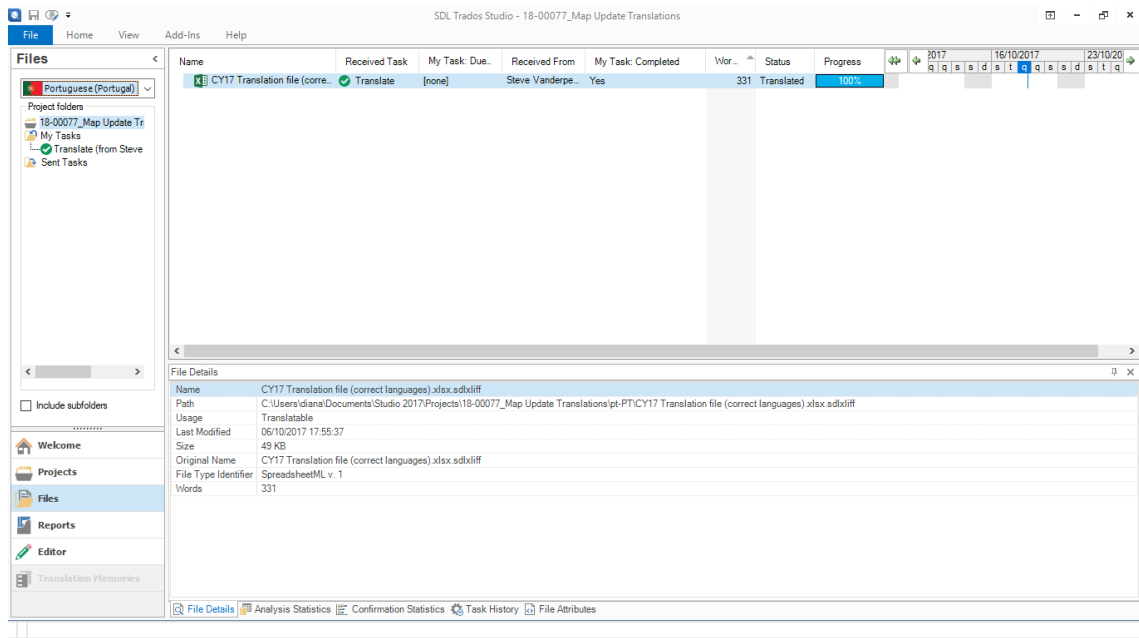 SDL Trados Studio - 18-00077_Map Update Translations
File Home View Add-Ins Help
Files
Portuguese (Portugal)
Project folders
18-00077_Map Update Tr
My Tasks
Translate (from Steve
Sent Tasks
Include subfolders
Welcome
Projects
Files
Reports
Editor
Translation Memories
Name Received Task My Task: Due... Received From My Task: Completed Wor... Status Progress
2017 16/10/2017 23/10/20
q q s s d s t q q s s d s t q
CY17 Translation file (corre... Translate [none] Steve Vanderpe... Yes 331 Translated 100%
File Details
Name CY17 Translation file (correct languages).xlsx.sdlxliff
Path C:\Users\diana\Documents\Studio 2017\Projects\18-00077_Map Update Translations\pt-PT\CY17 Translation file (correct languages).xlsx.sdlxliff
Usage Translatable
Last Modified 06/10/2017 17:55:37
Size 49 KB
Original Name CY17 Translation file (correct languages).xlsx.sdlxliff
File Type Identifier SpreadsheetML v. 1
Words 331
File Details Analysis Statistics Confirmation Statistics Task History File Attributes